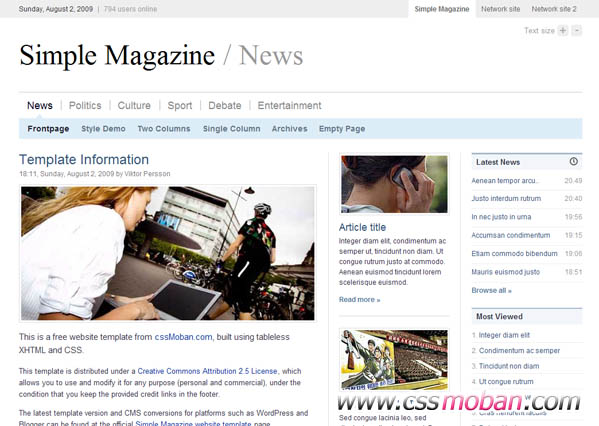 Sunday, August 2, 2009 | 794 users online
Simple Magazine Network site Network site 2
Text size + -
Simple Magazine / News
News Politics Culture Sport Debate Entertainment
Frontpage Style Demo Two Columns Single Column Archives Empty Page
Template Information
18:11, Sunday, August 2, 2009 by Viktor Persson
This is a free website template from cssMoban.com, built using tableless
XHTML and CSS.
This template is distributed under a Creative Commons Attribution 2.5 License, which
allows you to use and modify it for any purpose (personal and commercial), under the
condition that you keep the provided credit links in the footer.
The latest template version and CMS conversions for platforms such as WordPress and
Blogger can be found at the official Simple Magazine website template page.
Article title
Integer diam elit, condimentum ac
semper ut, tincidunt non diam. Ut
congue rutrum justo at commodo.
Aenean euismod tincidunt lorem
scelerisque euismod.
Read more »
congue lacinia leo, sed
Latest News
Aenean tempor arcu.. 20:49
Justo interdum rutrum 20:40
In nec justo in urna 19:56
Accumsan condimentum 19:15
Etiam commodo bibendum 19:06
Mauris euismod justo 18:51
Browse all »
Most Viewed
1 Integer diam elit
2 Condimentum ac semper
3 Tincidunt non diam
4 Ut congue rutrum
www.cssmoban.com